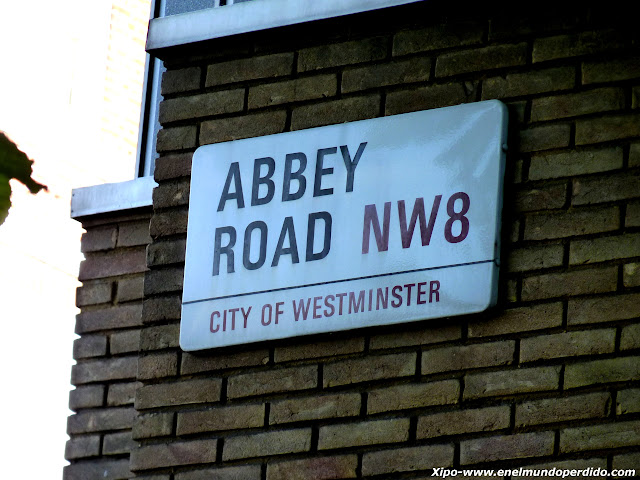 ABBEY
ROAD NW8
CITY OF WESTMINSTER
Xipo-www.enelmundoperdido.com